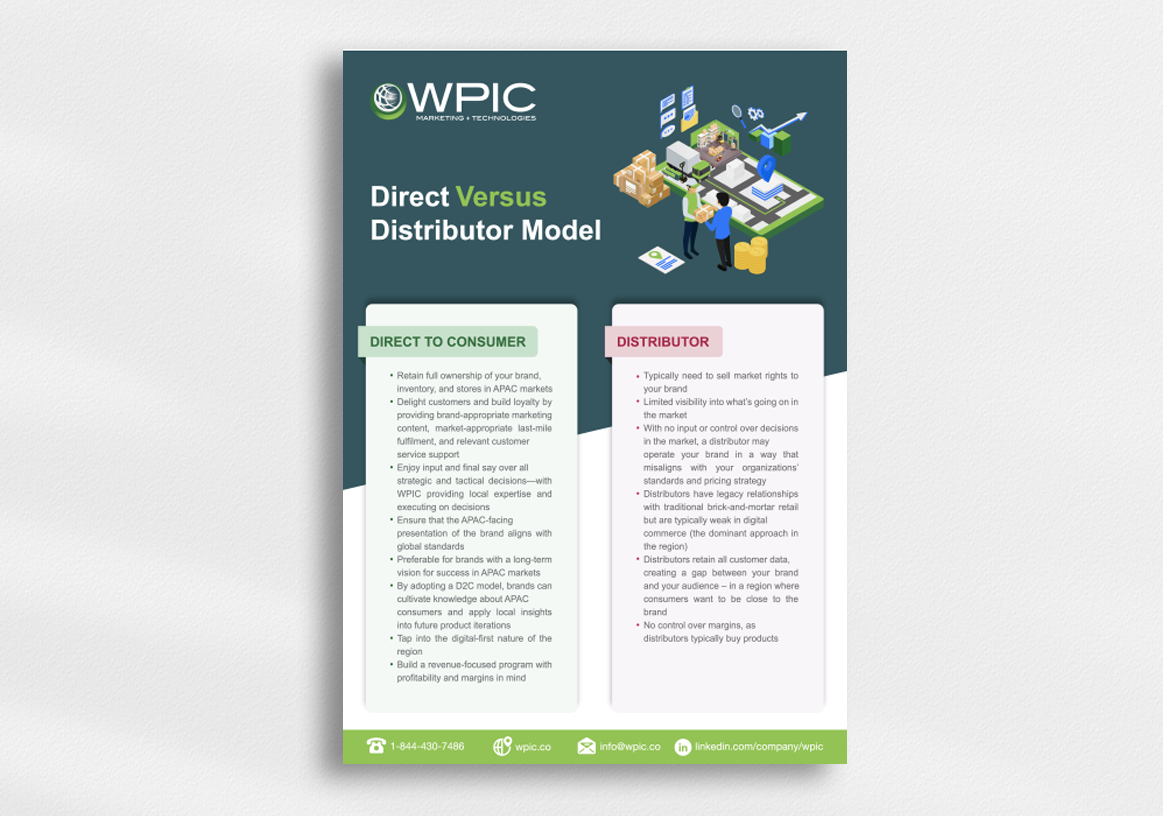 WPIC
MARKETING + TECHNOLOGIES
Direct Versus
Distributor Model
DIRECT TO CONSUMER
• Retain full ownership of your brand,
inventory, and stores in APAC markets
• Delight customers and build loyalty by
providing brand-appropriate marketing
content, market-appropriate last-mile
fulfilment, and relevant customer
service support
• Enjoy input and final say over all
strategic and tactical decisions—with
WPIC providing local expertise and
executing on decisions
• Ensure that the APAC-facing
presentation of the brand aligns with
global standards
• Preferable for brands with a long-term
vision for success in APAC markets
• By adopting a D2C model, brands can
cultivate knowledge about APAC
consumers and apply local insights
into future product iterations
• Tap into the digital-first nature of the
region
• Build a revenue-focused program with
profitability and margins in mind
DISTRIBUTOR
• Typically need to sell market rights to
your brand
• Limited visibility into what's going on in
the market
• With no input or control over decisions
in the market, a distributor may
operate your brand in a way that
misaligns with your organizations'
standards and pricing strategy
• Distributors have legacy relationships
with traditional brick-and-mortar retail
but are typically weak in digital
commerce (the dominant approach in
the region)
• Distributors retain all customer data,
creating a gap between your brand
and your audience – in a region where
consumers want to be close to the
brand
• No control over margins, as
distributors typically buy products
1-844-430-7486 wpic.co info@wpic.co in linkedin.com/company/wpic